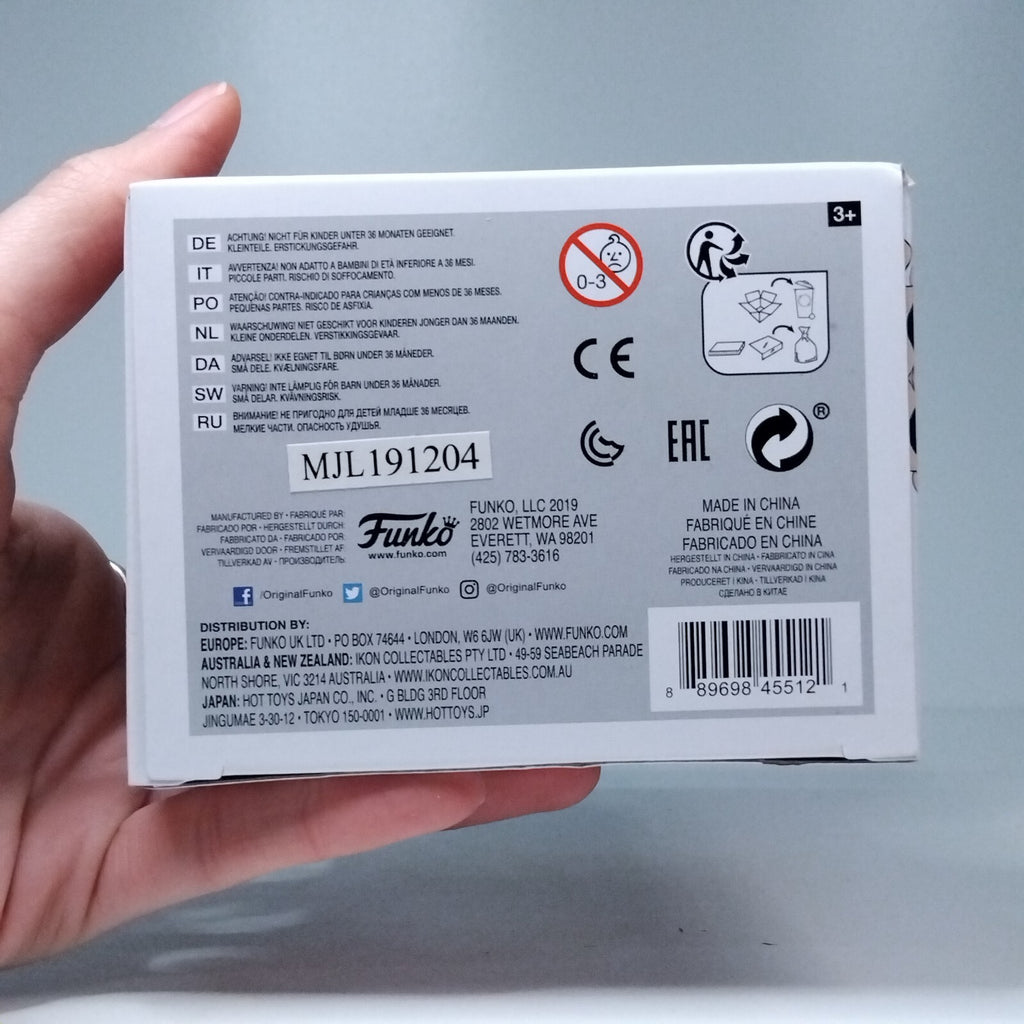 3+
DE ACHTUNG! NICHT FÜR KINDER UNTER 36 MONATEN GEEIGNET.
KLEINTEILE. ERSTICKUNGSGEFAHR.
IT AVVERTENZA! NON ADATTO A BAMBINI DI ETÀ INFERIORE A 36 MESI.
PICCOLE PARTI. RISCHIO DI SOFFOCAMENTO.
PO ATENÇÃO! CONTRA-INDICADO PARA CRIANÇAS COM MENOS DE 36 MESES.
PEQUENAS PARTES. RISCO DE ASFIXIA.
NL WAARSCHUWING! NIET GESCHIKT VOOR KINDEREN JONGER DAN 36 MAANDEN.
KLEINE ONDERDELEN. VERSTIKKINGSGEVAAR.
DA ADVARSEL! IKKE EGNET TIL BØRN UNDER 36 MÅNEDER.
SMÅ DELE. KVÆLNINGSFARE.
SW VARNING! INTE LÄMPLIG FÖR BARN UNDER 36 MÅNADER.
SMÅ DELAR. KVÄVNINGSRISK.
RU ВНИМАНИЕ! НЕ ПРИГОДНО ДЛЯ ДЕТЕЙ МЛАДШЕ 36 МЕСЯЦЕВ.
МЕЛКИЕ ЧАСТИ. ОПАСНОСТЬ УДУШЬЯ.
0-3
CE
EAC
®
MJL191204
MANUFACTURED BY • FABRIQUÉ PAR:
FABRICADO POR • HERGESTELLT DURCH:
FABBRICATO DA • FABRICADO POR:
VERVAARDIGD DOOR • FREMSTILLET AF:
TILLVERKAD AV • ПРОИЗВОДИТЕЛЬ:
Funko
www.funko.com
FUNKO, LLC 2019
2802 WETMORE AVE
EVERETT, WA 98201
(425) 783-3616
MADE IN CHINA
FABRIQUÉ EN CHINE
FABRICADO EN CHINA
HERGESTELLT IN CHINA • FABBRICATO IN CINA
FABRICADO NA CHINA • VERVAARDIGD IN CHINA
PRODUCERET I KINA • TILLVERKAD I KINA
СДЕЛАНО В КИТАЕ
/OriginalFunko @OriginalFunko @OriginalFunko
DISTRIBUTION BY:
EUROPE: FUNKO UK LTD • PO BOX 74644 • LONDON, W6 6JW (UK) • WWW.FUNKO.COM
AUSTRALIA & NEW ZEALAND: IKON COLLECTABLES PTY LTD • 49-59 SEABEACH PARADE
NORTH SHORE, VIC 3214 AUSTRALIA • WWW.IKONCOLLECTABLES.COM.AU
JAPAN: HOT TOYS JAPAN CO., INC. • G BLDG 3RD FLOOR
JINGUMAE 3-30-12 • TOKYO 150-0001 • WWW.HOTTOYS.JP
8 89698 45512 1